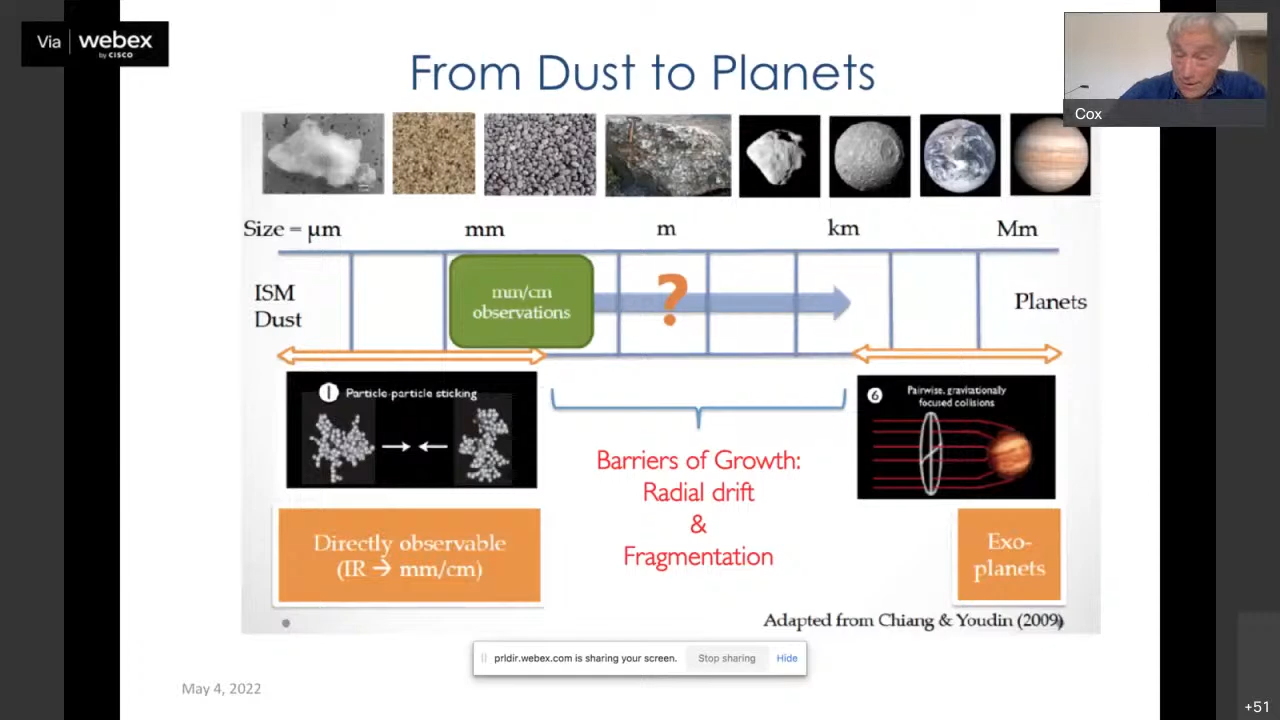 Via webex
by CISCO
From Dust to Planets
Cox
Size = μm mm m km Mm
ISM
Dust
mm/cm
observations
?
Planets
1 Particle-particle sticking
6 Pairwise, gravitationally
focused collisions
Barriers of Growth:
Radial drift
&
Fragmentation
Directly observable
(IR → mm/cm)
Exo-
planets
Adapted from Chiang & Youdin (2009)
prldir.webex.com is sharing your screen. Stop sharing Hide
May 4, 2022
+51